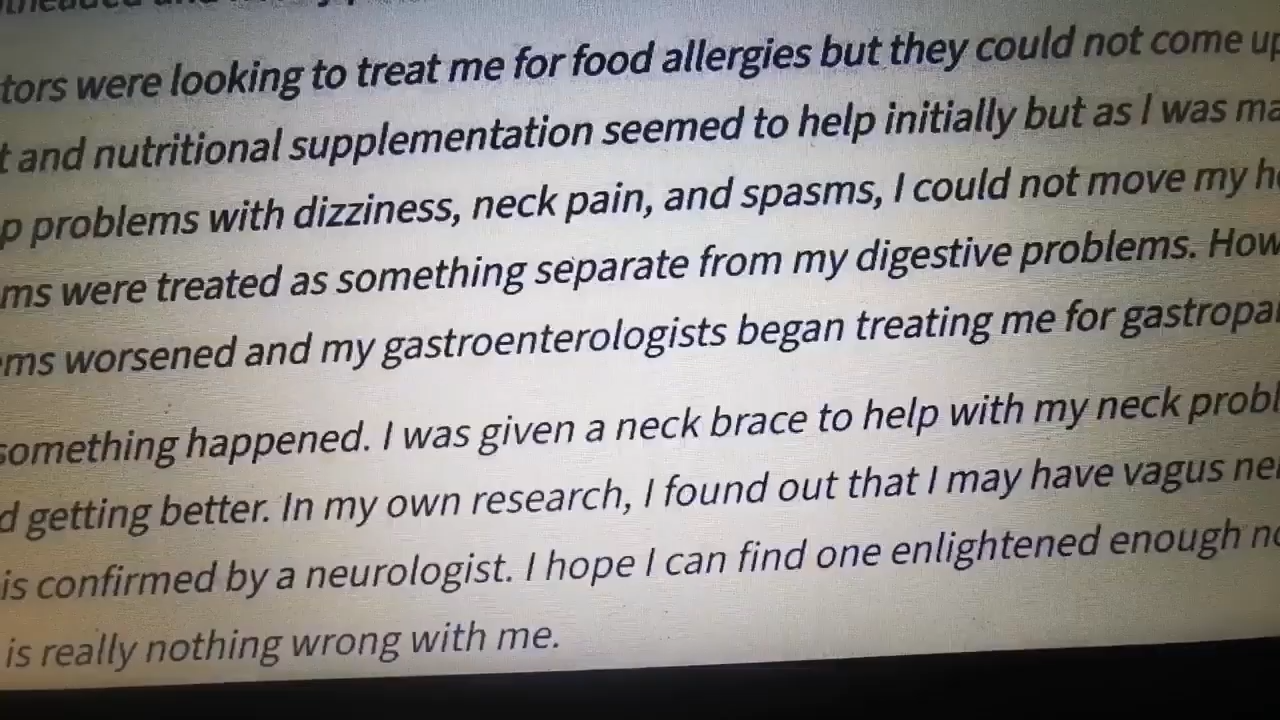 tors were looking to treat me for food allergies but they could not come up
t and nutritional supplementation seemed to help initially but as I was ma
p problems with dizziness, neck pain, and spasms, I could not move my he
ms were treated as something separate from my digestive problems. How
ms worsened and my gastroenterologists began treating me for gastropar
something happened. I was given a neck brace to help with my neck probl
d getting better. In my own research, I found out that I may have vagus ner
is confirmed by a neurologist. I hope I can find one enlightened enough no
is really nothing wrong with me.